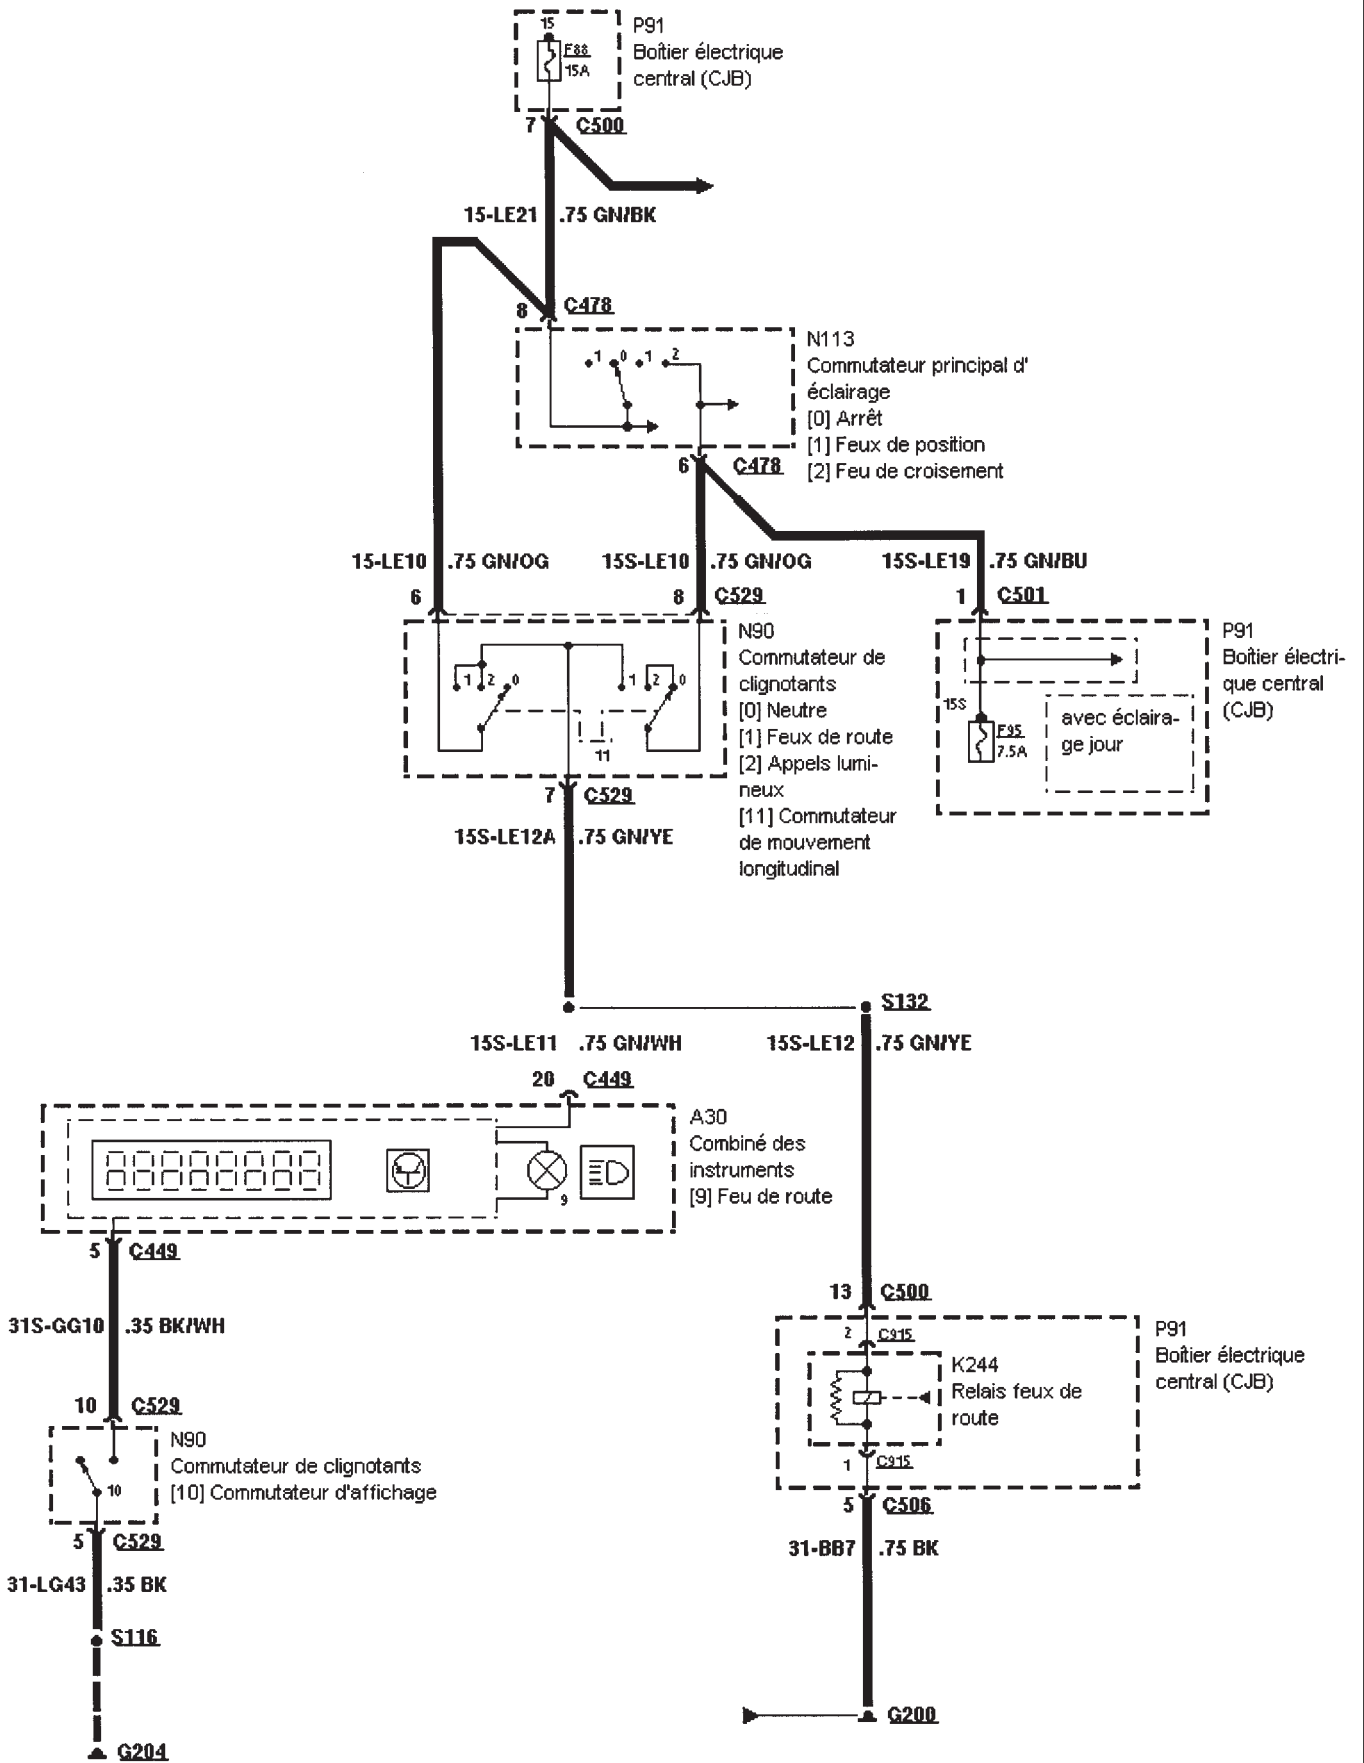 15
F88
15A
P91
Boîtier électrique
central (CJB)
7 C500
15-LE21 .75 GN/BK
8 C478
1 0 1 2
N113
Commutateur principal d'
éclairage
[0] Arrêt
[1] Feux de position
[2] Feu de croisement
6 C478
15-LE10 .75 GN/OG
15S-LE10 .75 GN/OG
15S-LE19 .75 GN/BU
6
8 C529
1 C501
1 2 0
1 2 0
11
N90
Commutateur de
clignotants
[0] Neutre
[1] Feux de route
[2] Appels lumi-
neux
[11] Commutateur
de mouvement
longitudinal
15S
F95
7.5A
avec éclaira-
ge jour
P91
Boîtier électri-
que central
(CJB)
7 C529
15S-LE12A .75 GN/YE
S132
15S-LE11 .75 GN/WH
15S-LE12 .75 GN/YE
20 C449
9
A30
Combiné des
instruments
[9] Feu de route
5 C449
31S-GG10 .35 BK/WH
10 C529
10
N90
Commutateur de clignotants
[10] Commutateur d'affichage
5 C529
31-LG43 .35 BK
S116
G204
13 C500
2 C915
K244
Relais feux de
route
1 C915
P91
Boîtier électrique
central (CJB)
5 C506
31-BB7 .75 BK
G200